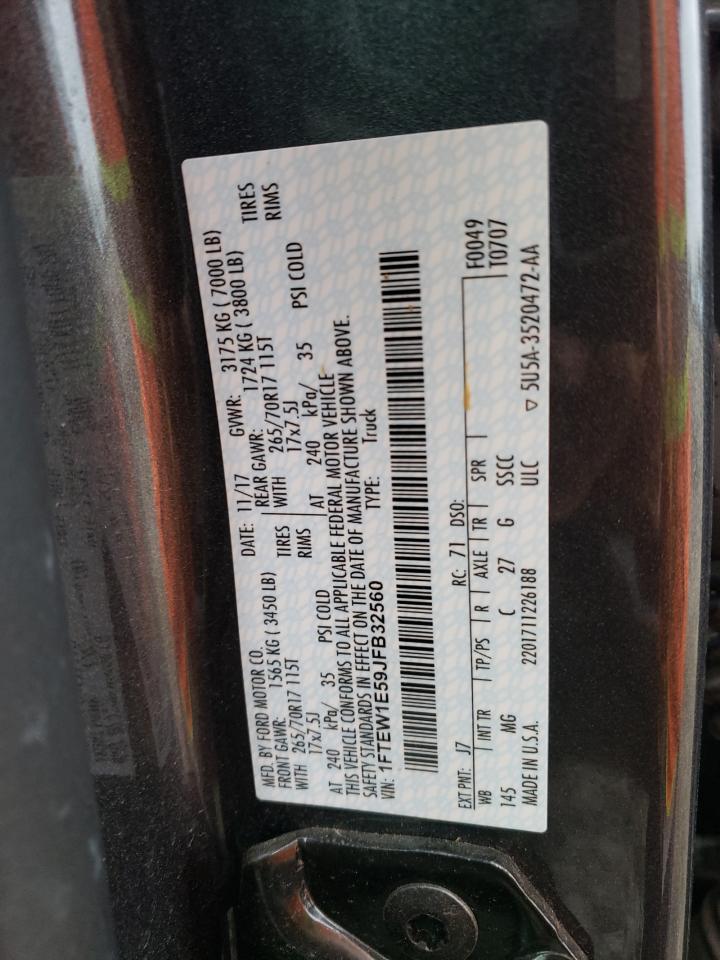 MFD. BY FORD MOTOR CO.
DATE: 11/17 GVWR: 3175 KG ( 7000 LB)
FRONT GAWR: 1565 KG ( 3450 LB) REAR GAWR: 1724 KG ( 3800 LB)
WITH 265/70R17 115T TIRES WITH 265/70R17 115T TIRES
17x7.5J RIMS 17x7.5J RIMS
AT 240 kPa/ 35 PSI COLD AT 240 kPa/ 35 PSI COLD
THIS VEHICLE CONFORMS TO ALL APPLICABLE FEDERAL MOTOR VEHICLE
SAFETY STANDARDS IN EFFECT ON THE DATE OF MANUFACTURE SHOWN ABOVE.
VIN: 1FTEW1E59JFB32560 TYPE: Truck
EXT PNT: J7 RC: 71 DSO: F0049
WB INT TR TP/PS R AXLE TR SPR T0707
145 MG C 27 G SSCC
MADE IN U.S.A. 2201711226188 ULC ▽ 5U5A-3520472-AA